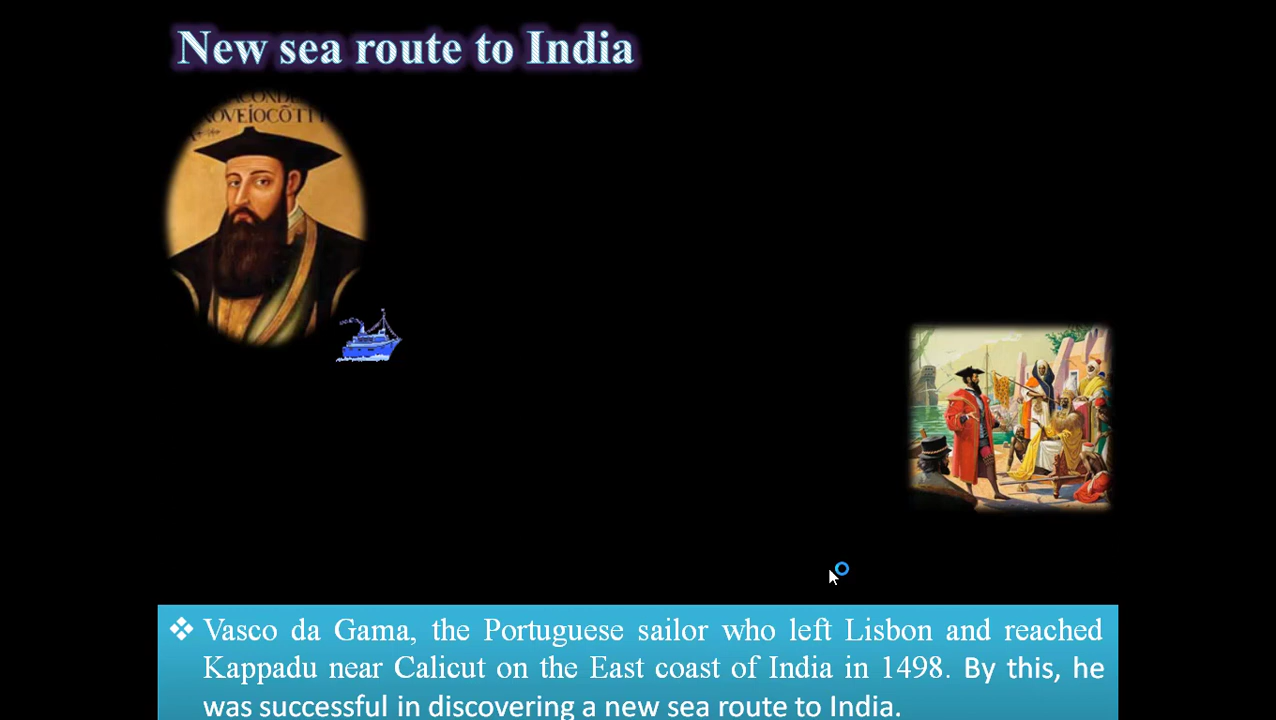 New sea route to India
❖ Vasco da Gama, the Portuguese sailor who left Lisbon and reached
Kappadu near Calicut on the East coast of India in 1498. By this, he
was successful in discovering a new sea route to India.